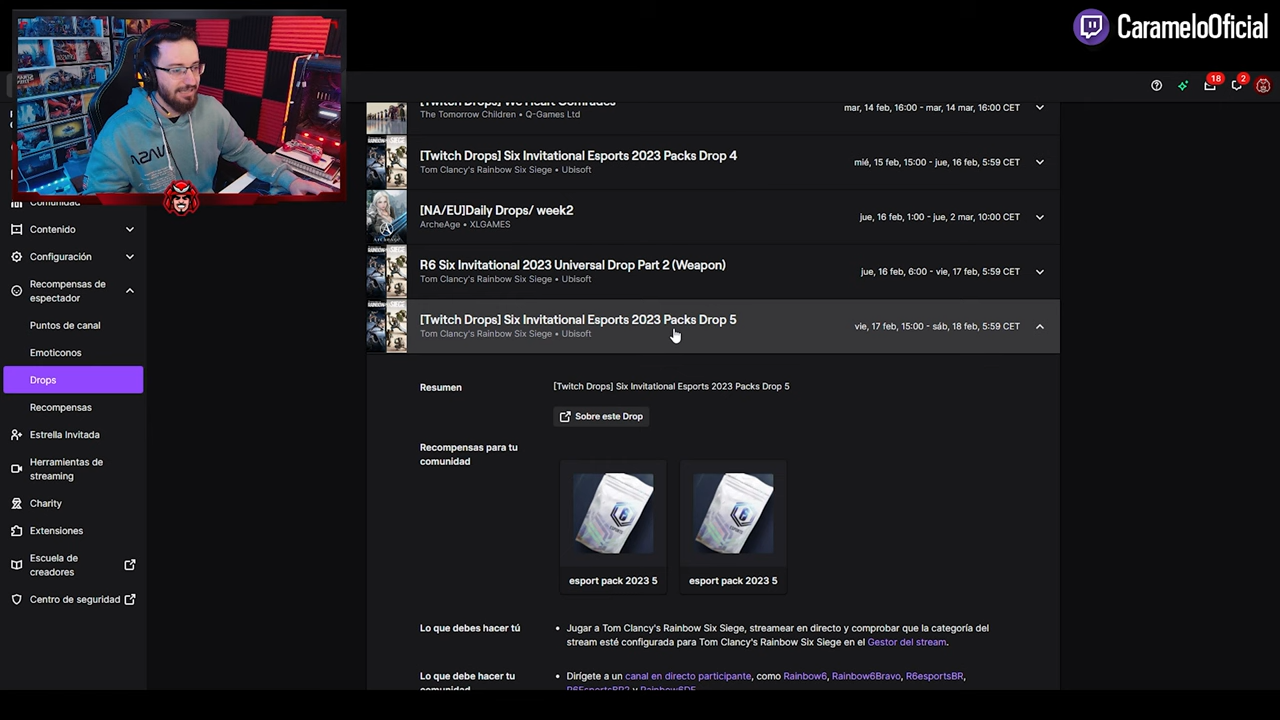 CarameloOficial
18
2
[Twitch Drops] We Heart Comrades
The Tomorrow Children • Q-Games Ltd
mar, 14 feb, 16:00 - mar, 14 mar, 16:00 CET
[Twitch Drops] Six Invitational Esports 2023 Packs Drop 4
Tom Clancy's Rainbow Six Siege • Ubisoft
mié, 15 feb, 15:00 - jue, 16 feb, 5:59 CET
[NA/EU]Daily Drops/ week2
ArcheAge • XLGAMES
jue, 16 feb, 1:00 - jue, 2 mar, 10:00 CET
R6 Six Invitational 2023 Universal Drop Part 2 (Weapon)
Tom Clancy's Rainbow Six Siege • Ubisoft
jue, 16 feb, 6:00 - vie, 17 feb, 5:59 CET
[Twitch Drops] Six Invitational Esports 2023 Packs Drop 5
Tom Clancy's Rainbow Six Siege • Ubisoft
vie, 17 feb, 15:00 - sáb, 18 feb, 5:59 CET
Comunidad
Contenido
Configuración
Recompensas de
espectador
Puntos de canal
Emoticonos
Drops
Recompensas
Estrella Invitada
Herramientas de
streaming
Charity
Extensiones
Escuela de
creadores
Centro de seguridad
Resumen
[Twitch Drops] Six Invitational Esports 2023 Packs Drop 5
Sobre este Drop
Recompensas para tu
comunidad
esport pack 2023 5
esport pack 2023 5
Lo que debes hacer tú
• Jugar a Tom Clancy's Rainbow Six Siege, streamear en directo y comprobar que la categoría del
stream esté configurada para Tom Clancy's Rainbow Six Siege en el Gestor del stream.
Lo que debe hacer tu
comunidad
• Dirígete a un canal en directo participante, como Rainbow6, Rainbow6Bravo, R6esportsBR,
R6EsportsBR2 y Rainbow6DE